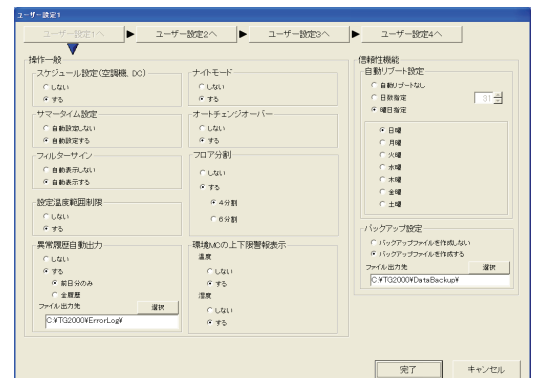 ユーザー設定1
ユーザー設定1へ
ユーザー設定2へ
ユーザー設定3へ
ユーザー設定4へ
操作一般
スケジュール設定(空調機、DC)
しない
する
サマータイム設定
自動設定しない
自動設定する
フィルターサイン
自動表示しない
自動表示する
設定温度範囲制限
しない
する
異常履歴自動出力
しない
する
前日分のみ
全履歴
ファイル出力先
選択
C:¥TG2000¥ErrorLog¥
ナイトモード
しない
する
オートチェンジオーバー
しない
する
フロア分割
しない
する
4分割
6分割
環境MCの上下限警報表示
温度
しない
する
湿度
しない
する
信頼性機能
自動リブート設定
自動リブートなし
日数指定
31
曜日指定
日曜
月曜
火曜
水曜
木曜
金曜
土曜
バックアップ設定
バックアップファイルを作成しない
バックアップファイルを作成する
ファイル出力先
選択
C:¥TG2000¥DataBackup¥
完了
キャンセル